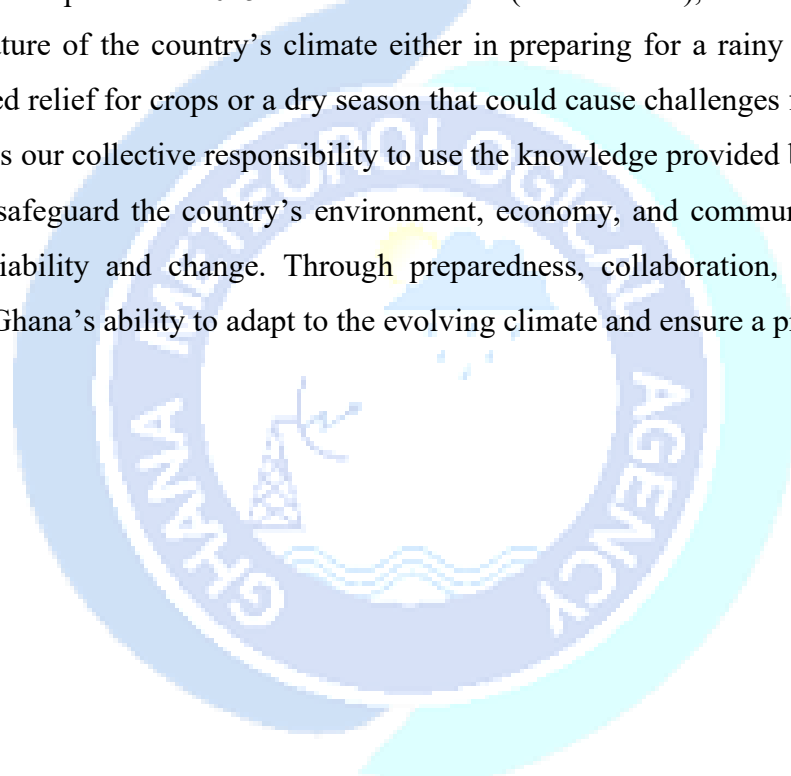 ture of the country’s climate either in preparing for a rainy
ed relief for crops or a dry season that could cause challenges
s our collective responsibility to use the knowledge provided
safeguard the country’s environment, economy, and commun
iability and change. Through preparedness, collaboration,
Ghana’s ability to adapt to the evolving climate and ensure a p
GHANA METEOROLOGICAL AGENCY